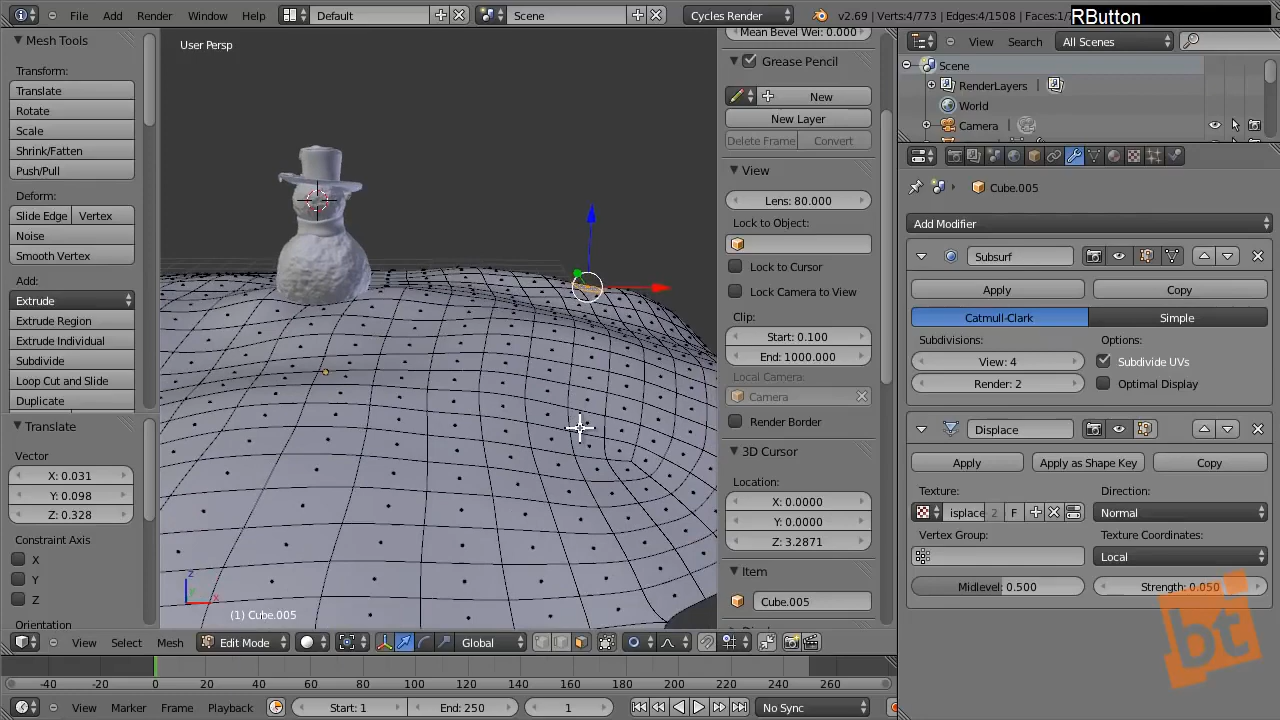 File Add Render Window Help Default Scene Cycles Render v2.69 | Verts:4/773 | Edges:4/1508 | Faces:1/
RButton
Mesh Tools
Transform:
Translate
Rotate
Scale
Shrink/Fatten
Push/Pull
Deform:
Slide Edge Vertex
Noise
Smooth Vertex
Add:
Extrude
Extrude Region
Extrude Individual
Subdivide
Loop Cut and Slide
Duplicate
Translate
Vector
X: 0.031
Y: 0.098
Z: 0.328
Constraint Axis
X
Y
Z
Orientation
User Persp
(1) Cube.005
z
y
x
View Select Mesh Edit Mode Global
Mean Bevel Wei: 0.000
Grease Pencil
New
New Layer
Delete Frame Convert
View
Lens: 80.000
Lock to Object:
Lock to Cursor
Lock Camera to View
Clip:
Start: 0.100
End: 1000.000
Local Camera:
Camera
Render Border
3D Cursor
Location:
X: 0.0000
Y: 0.0000
Z: 3.2871
Item
Cube.005
View Search All Scenes
Scene
RenderLayers |
World
Camera |
Cube.005
Add Modifier
Subsurf
Apply Copy
Catmull-Clark Simple
Subdivisions: Options:
View: 4 Subdivide UVs
Render: 2 Optimal Display
Displace
Apply Apply as Shape Key Copy
Texture: Direction:
isplace 2 F Normal
Vertex Group: Texture Coordinates:
Local
Midlevel: 0.500 Strength: 0.050
bt
-40 -20 0 20 40 60 80 100 120 140 160 180 200 220 240 260
View Marker Frame Playback Start: 1 End: 250 1 No Sync